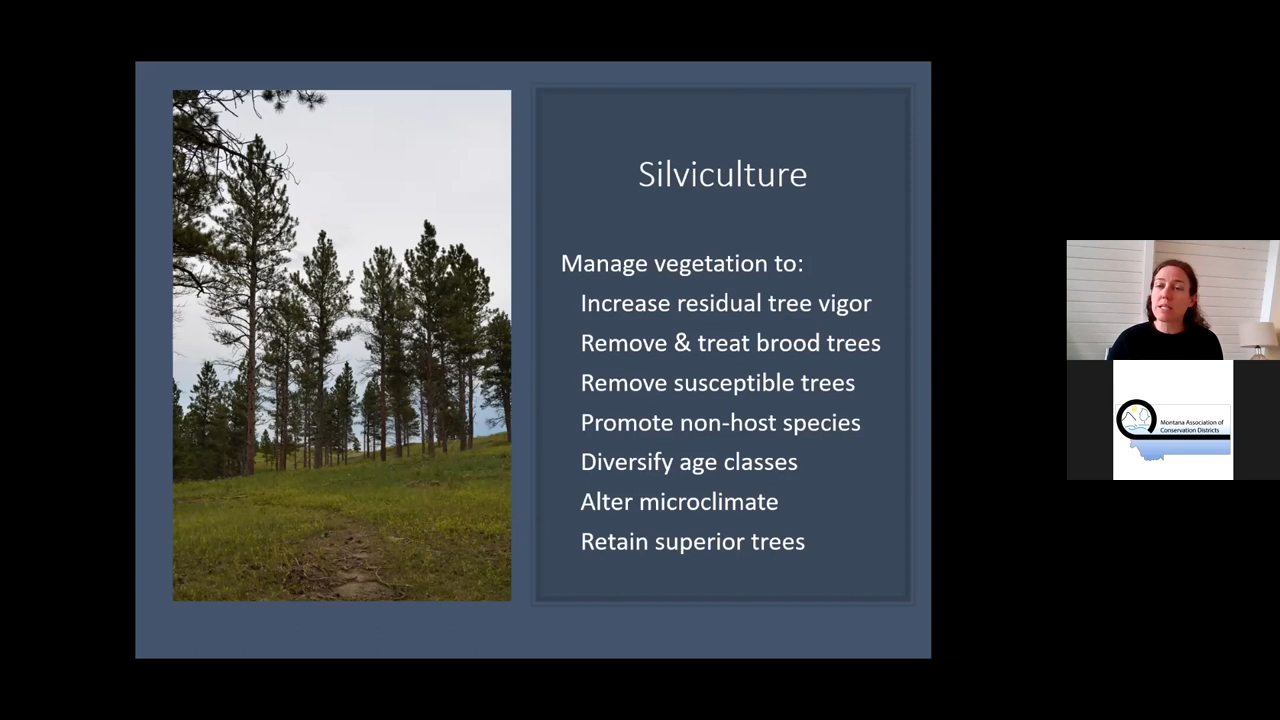 Silviculture
Manage vegetation to:
Increase residual tree vigor
Remove & treat brood trees
Remove susceptible trees
Promote non-host species
Diversify age classes
Alter microclimate
Retain superior trees
Montana Association of
Conservation Districts